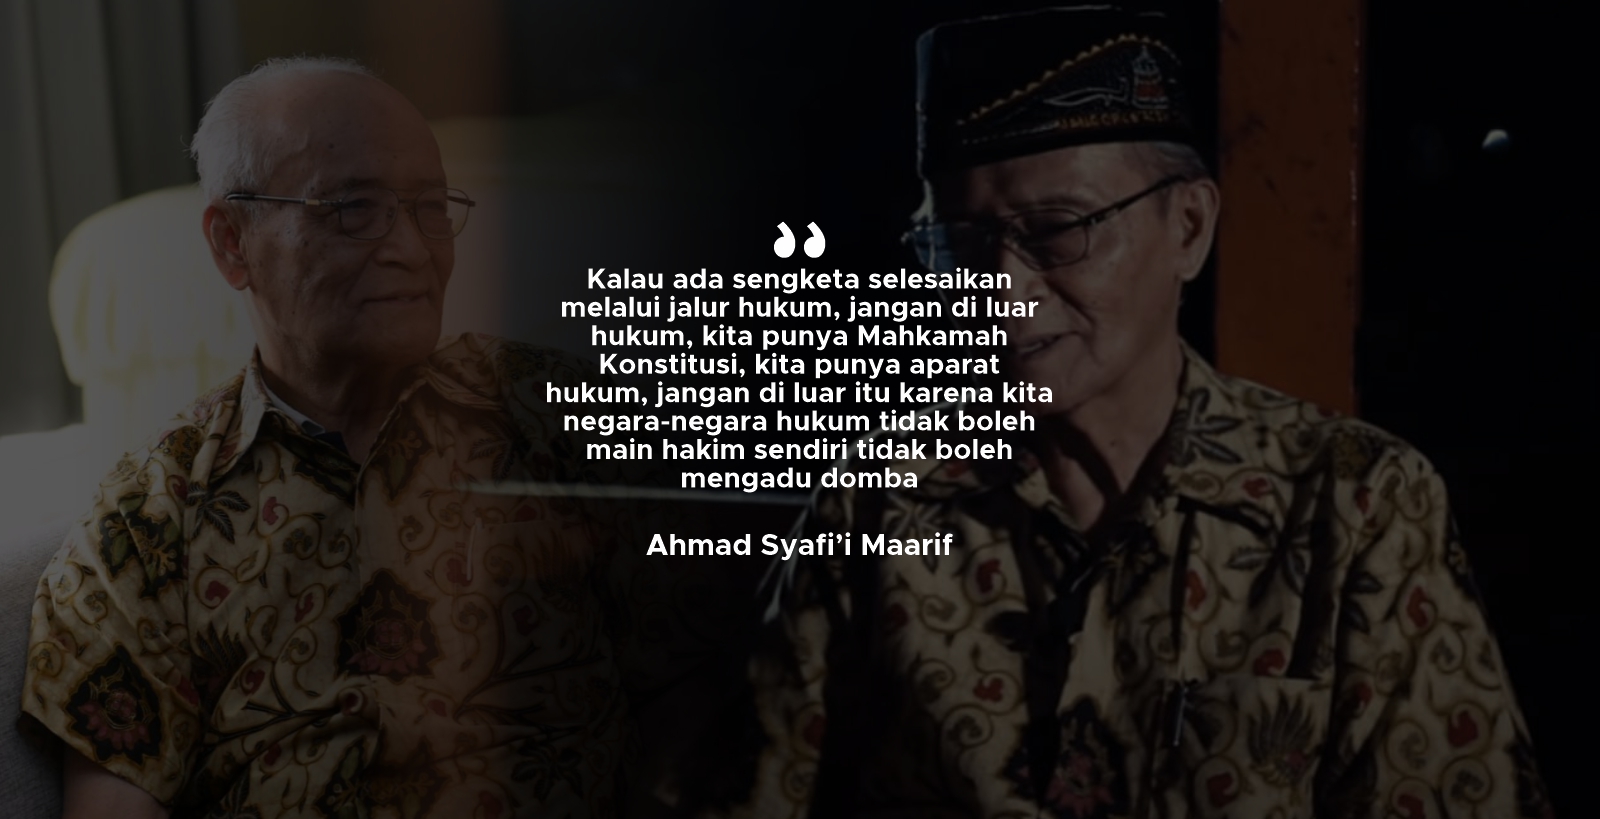 Kalau ada sengketa selesaikan
melalui jalur hukum, jangan di luar
hukum, kita punya Mahkamah
Konstitusi, kita punya aparat
hukum, jangan di luar itu karena kita
negara-negara hukum tidak boleh
main hakim sendiri tidak boleh
mengadu domba
Ahmad Syafi’i Maarif